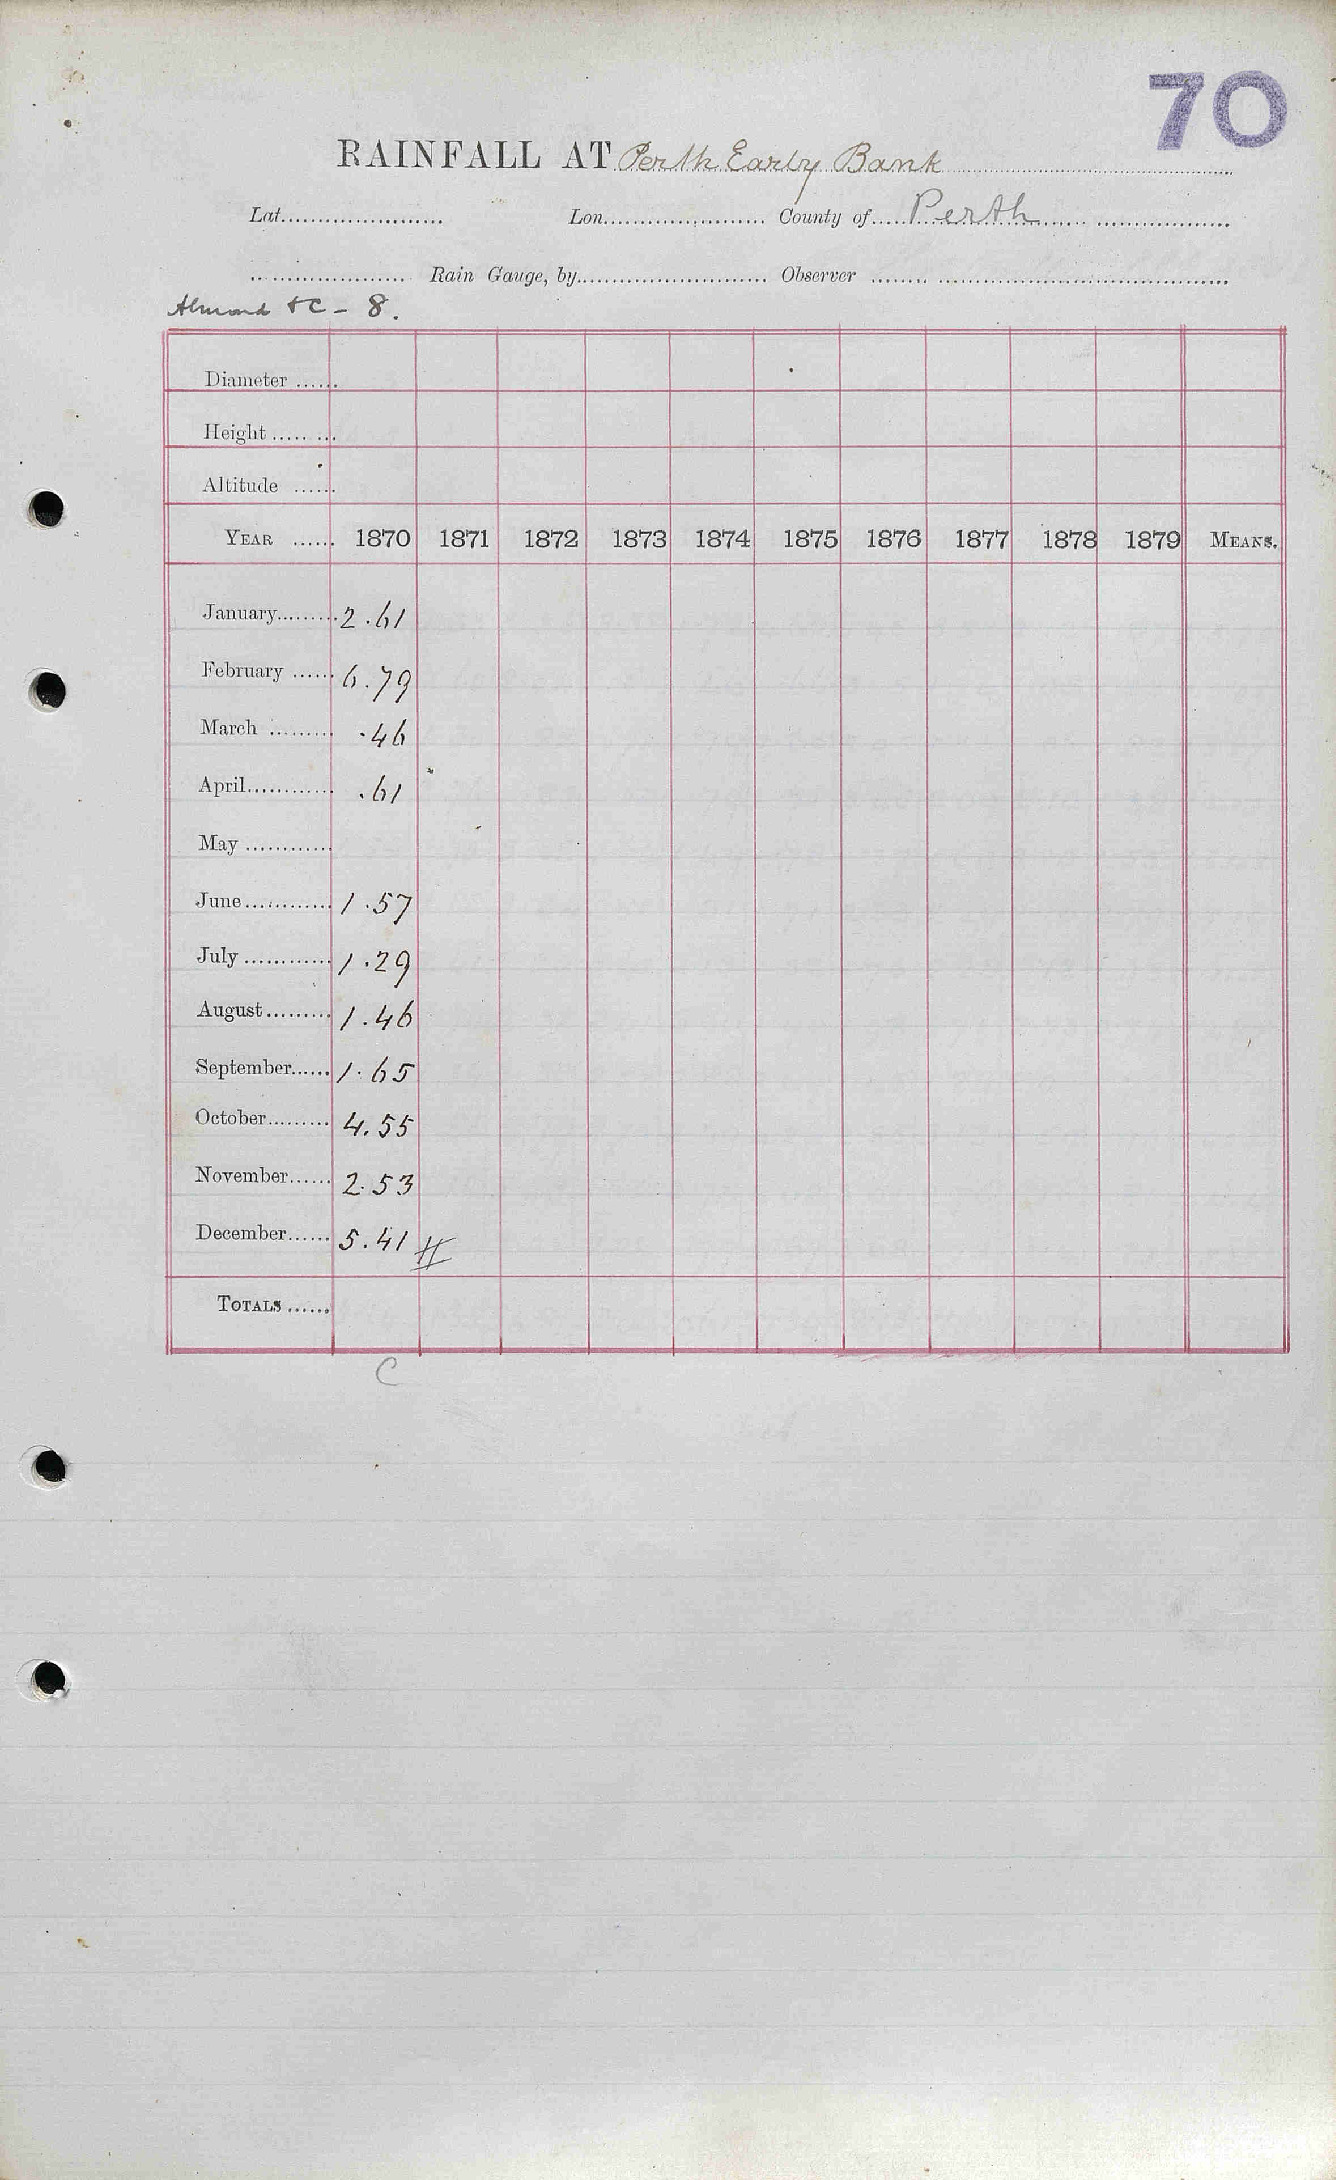 70
RAINFALL AT Perth Early Bank
Lat. Lon. County of Perth
Rain Gauge, by Observer
Almond &c - 8.
Diameter
Height
Altitude
YEAR 1870 1871 1872 1873 1874 1875 1876 1877 1878 1879 MEANS.
January 2.61
February 6.79
March .46
April .61
May
June 1.57
July 1.29
August 1.46
September 1.65
October 4.55
November 2.53
December 5.41 #
TOTALS
C